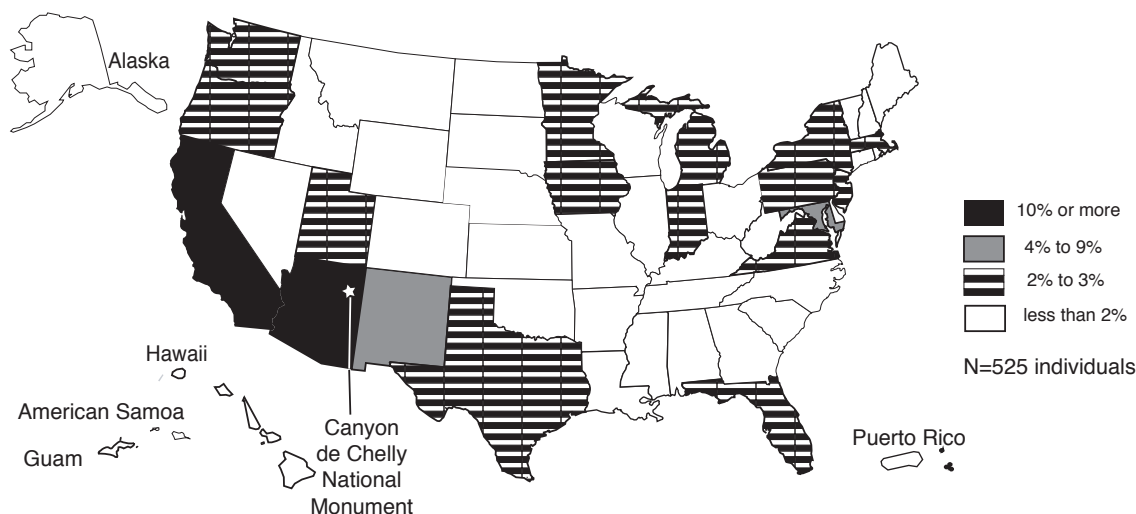 Alaska
10% or more
4% to 9%
2% to 3%
less than 2%
N=525 individuals
Hawaii
American Samoa
Guam
Canyon
de Chelly
National
Monument
Puerto Rico